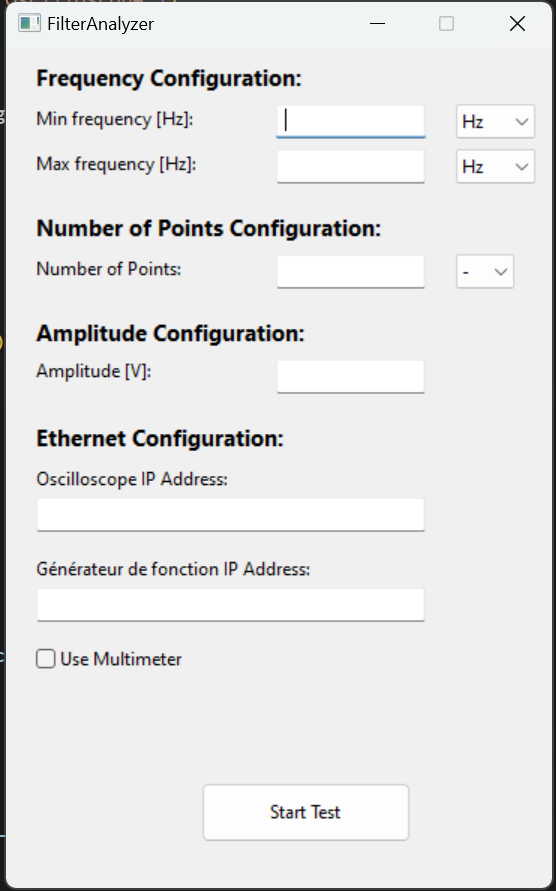 FilterAnalyzer
Frequency Configuration:
Min frequency [Hz]: Hz
Max frequency [Hz]: Hz
Number of Points Configuration:
Number of Points: -
Amplitude Configuration:
Amplitude [V]:
Ethernet Configuration:
Oscilloscope IP Address:
Générateur de fonction IP Address:
Use Multimeter
Start Test